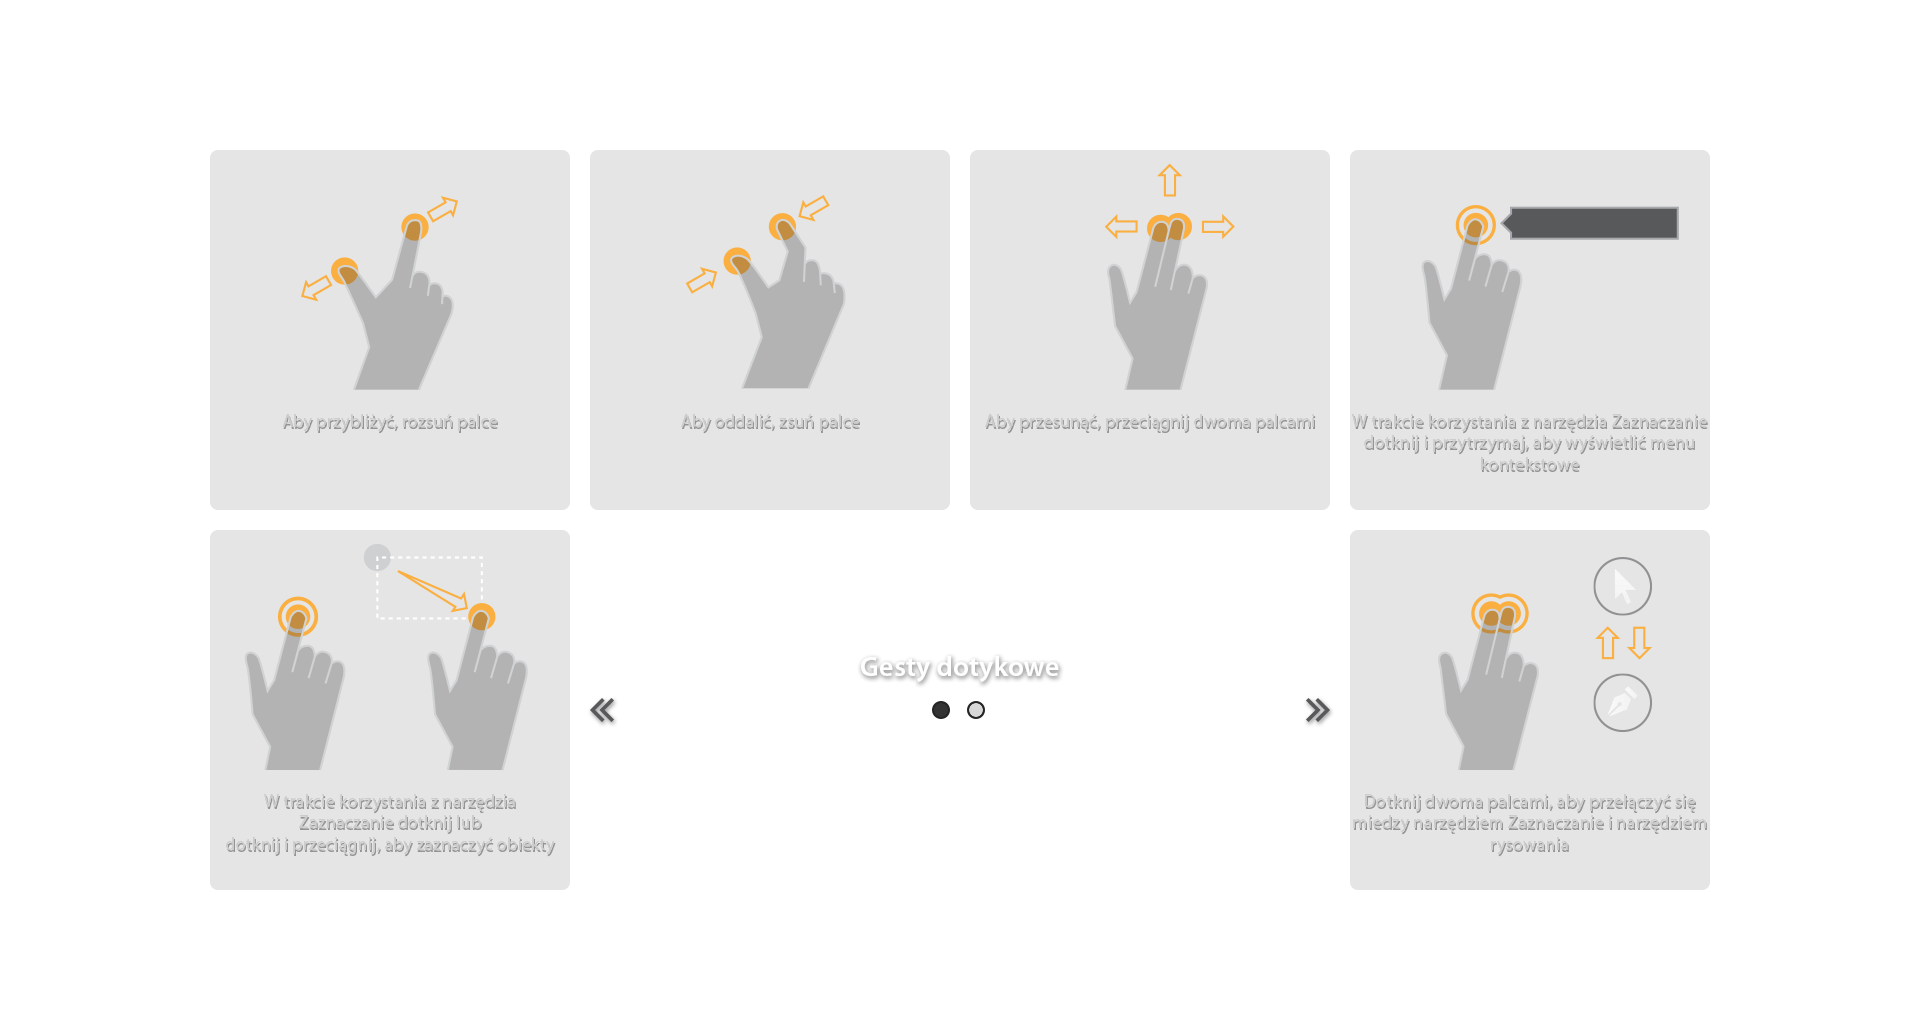 Aby przybliżyć, rozsuń palce
Aby oddalić, zsuń palce
Aby przesunąć, przeciągnij dwoma palcami
W trakcie korzystania z narzędzia Zaznaczanie
dotknij i przytrzymaj, aby wyświetlić menu
kontekstowe
W trakcie korzystania z narzędzia
Zaznaczanie dotknij lub
dotknij i przeciągnij, aby zaznaczyć obiekty
Gesty dotykowe
Dotknij dwoma palcami, aby przełączyć się
miedzy narzędziem Zaznaczanie i narzędziem
rysowania